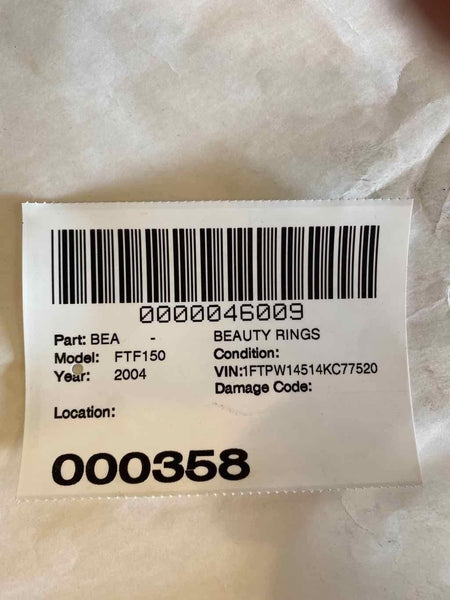 0000046009
Part: BEA - BEAUTY RINGS
Model: FTF150 Condition:
Year: 2004 VIN:1FTPW14514KC77520
Damage Code:
Location:
000358